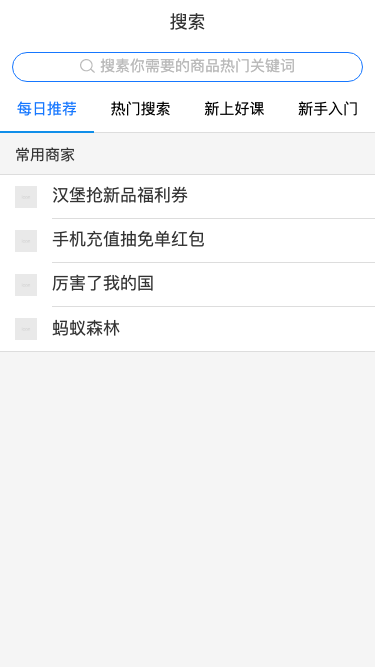 搜索
搜素你需要的商品热门关键词
每日推荐 热门搜索 新上好课 新手入门
常用商家
汉堡抢新品福利券
手机充值抽免单红包
厉害了我的国
蚂蚁森林